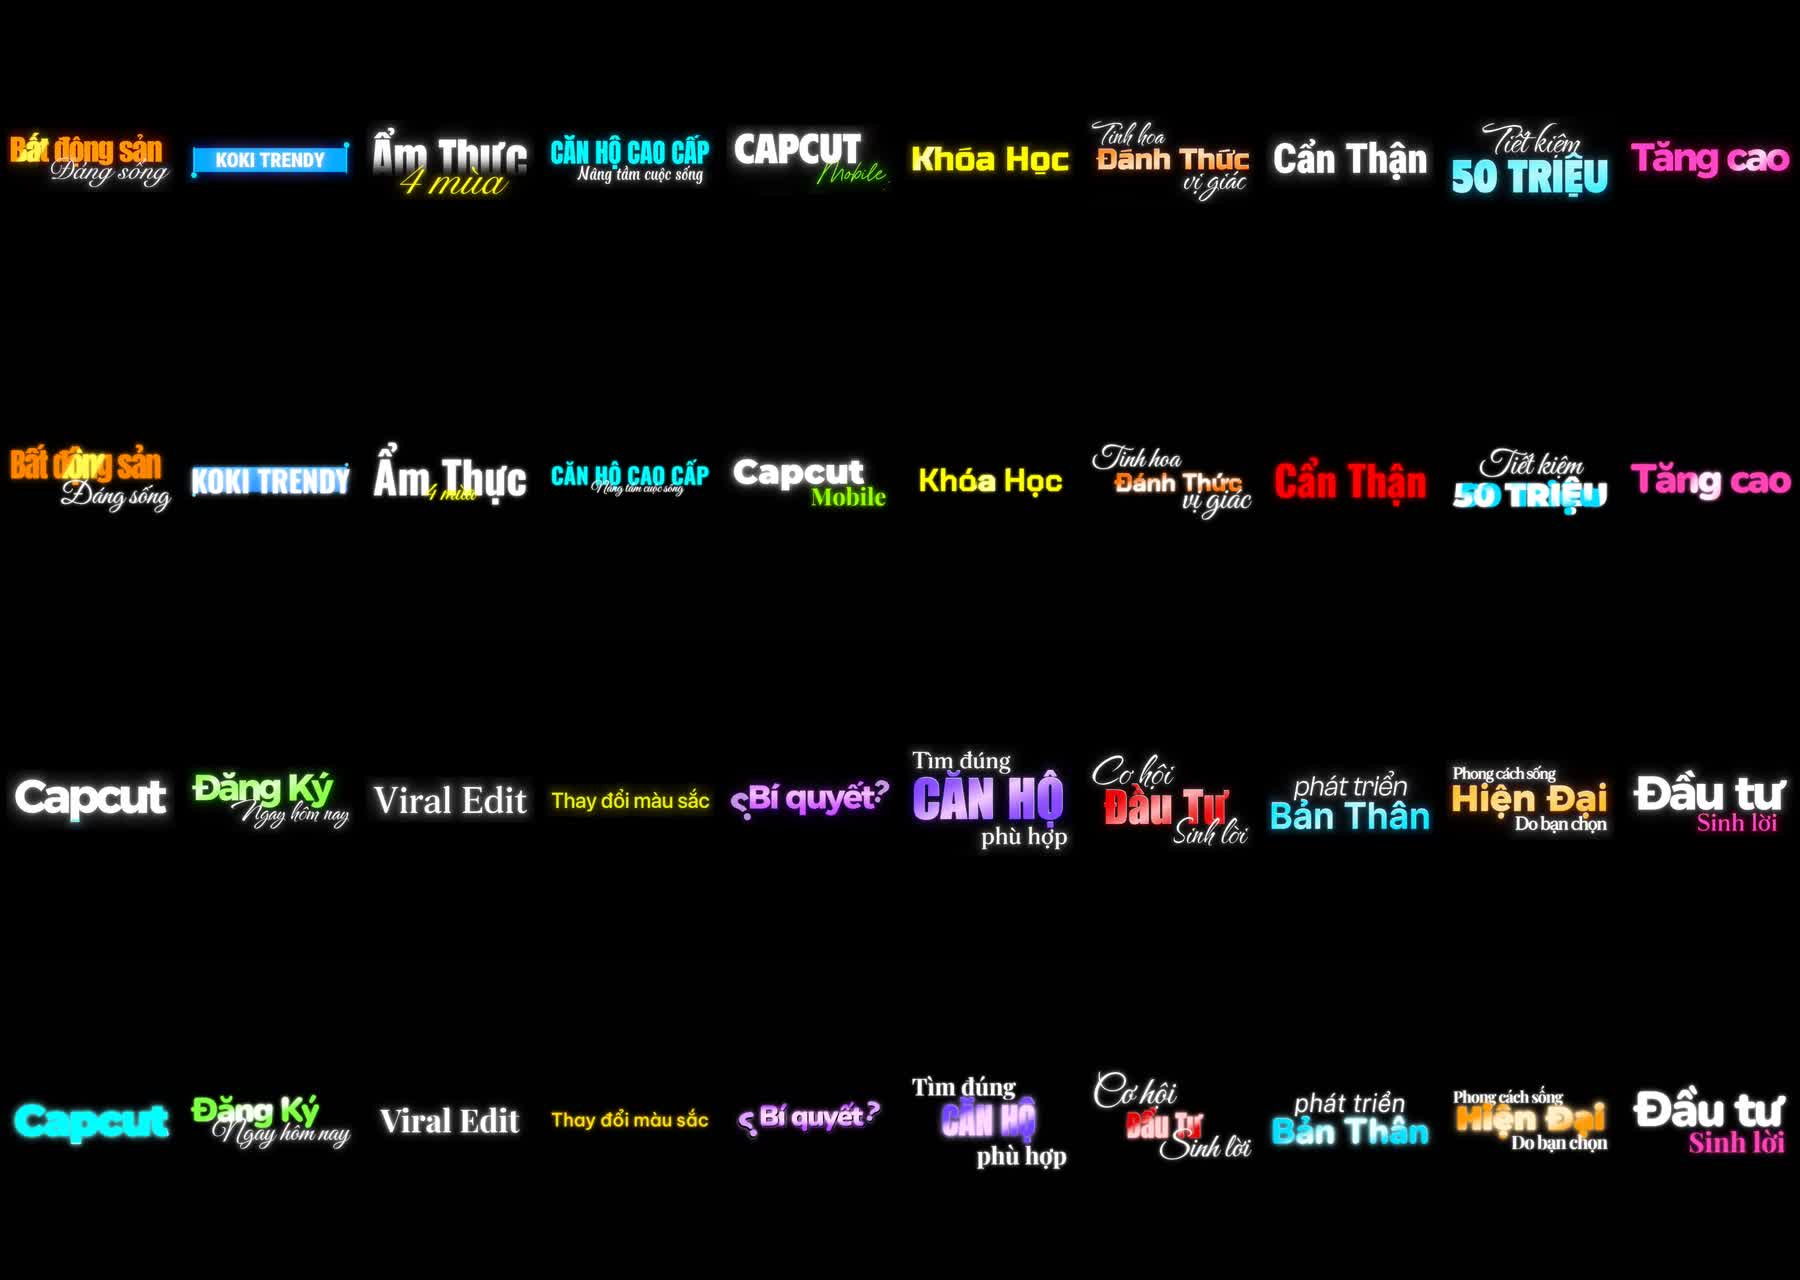 Bất động sản
Đáng sống
KOKI TRENDY
Ẩm Thực
4 mùa
CĂN HỘ CAO CẤP
Nâng tầm cuộc sống
CAPCUT
Mobile
Khóa Học
Tinh hoa
Đánh Thức
vị giác
Cẩn Thận
Tiết kiệm
50 TRIỆU
Tăng cao
Bất động sản
Đáng sống
KOKI TRENDY
Ẩm Thực
4 mùa
CĂN HỘ CAO CẤP
Nâng tầm cuộc sống
Capcut
Mobile
Khóa Học
Tinh hoa
Đánh Thức
vị giác
Cẩn Thận
Tiết kiệm
50 TRIỆU
Tăng cao
Capcut
Đăng Ký
Ngay hôm nay
Viral Edit
Thay đổi màu sắc
Bí quyết?
Tìm đúng
CĂN HỘ
phù hợp
Cơ hội
Đầu Tư
Sinh lời
phát triển
Bản Thân
Phong cách sống
Hiện Đại
Do bạn chọn
Đầu tư
Sinh lời
Capcut
Đăng Ký
Ngay hôm nay
Viral Edit
Thay đổi màu sắc
Bí quyết?
Tìm đúng
CĂN HỘ
phù hợp
Cơ hội
Đầu Tư
Sinh lời
phát triển
Bản Thân
Phong cách sống
Hiện Đại
Do bạn chọn
Đầu tư
Sinh lời